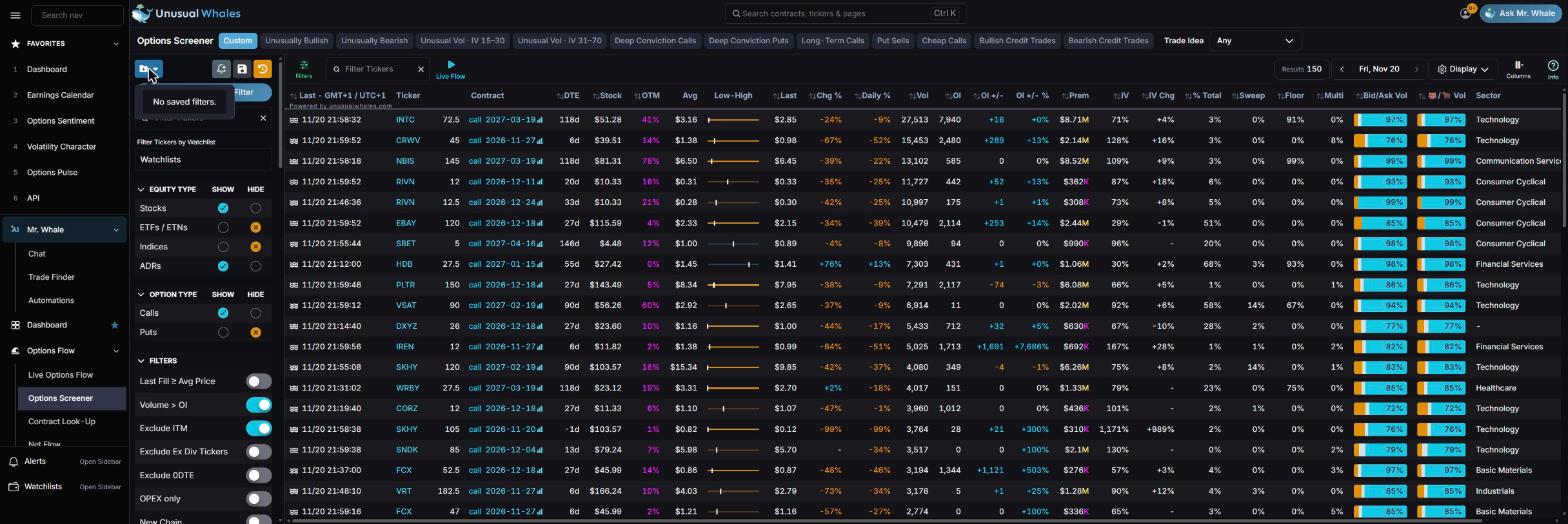 Search nav
Unusual Whales
Search contracts, tickers & pages Ctrl K
9+ Ask Mr. Whale
FAVORITES
1 Dashboard
2 Earnings Calendar
3 Options Sentiment
4 Volatility Character
5 Options Pulse
6 API
Mr. Whale
Chat
Trade Finder
Automations
Dashboard
Options Flow
Live Options Flow
Options Screener
Contract Look-Up
Net Flow
Alerts Open Sidebar
Watchlists Open Sidebar
Options Screener Custom Unusually Bullish Unusually Bearish Unusual Vol · IV 15–30 Unusual Vol · IV 31–70 Deep Conviction Calls Deep Conviction Puts Long-Term Calls Put Sells Cheap Calls Bullish Credit Trades Bearish Credit Trades Trade Idea Any
Filter
No saved filters.
Filter Tickers
Filter Tickers by Watchlist
Watchlists
EQUITY TYPE SHOW HIDE
Stocks
ETFs / ETNs
Indices
ADRs
OPTION TYPE SHOW HIDE
Calls
Puts
FILTERS
Last Fill ≥ Avg Price
Volume > OI
Exclude ITM
Exclude Ex Div Tickers
Exclude 0DTE
OPEX only
New Chain
Filters Filter Tickers Live Flow Results 150 Fri, Nov 20 Display Columns Info
Last - GMT+1 / UTC+1 Ticker Contract DTE Stock OTM Avg Low-High Last Chg % Daily % Vol OI OI +/- OI +/- % Prem IV IV Chg % Total Sweep Floor Multi Bid/Ask Vol 🐻/🐂 Vol Sector
Powered by unusualwhales.com
11/20 21:58:32 INTC 72.5 call 2027-03-19 118d $51.28 41% $3.16 $2.85 -24% -9% 27,513 7,940 +16 +0% $8.71M 71% +4% 3% 0% 91% 0% 97% 97% Technology
11/20 21:59:52 CRWV 45 call 2026-11-27 6d $39.51 14% $1.38 $0.98 -67% -52% 15,453 2,480 +289 +13% $2.14M 128% +16% 3% 0% 0% 8% 76% 76% Technology
11/20 21:58:18 NBIS 145 call 2027-03-19 118d $81.31 78% $6.50 $6.45 -39% -22% 13,102 585 0 0% $8.52M 109% +9% 3% 0% 99% 0% 99% 99% Communication Servic
11/20 21:59:52 RIVN 12 call 2026-12-11 20d $10.33 16% $0.31 $0.33 -35% -25% 11,727 442 +52 +13% $362K 87% +18% 6% 0% 0% 0% 93% 93% Consumer Cyclical
11/20 21:46:36 RIVN 12.5 call 2026-12-24 33d $10.33 21% $0.28 $0.30 -42% -25% 10,997 175 +1 +1% $308K 73% +8% 5% 0% 0% 0% 99% 99% Consumer Cyclical
11/20 21:59:52 EBAY 120 call 2026-12-18 27d $115.59 4% $2.33 $2.15 -34% -39% 10,479 2,114 +253 +14% $2.44M 29% -1% 51% 0% 0% 0% 85% 85% Consumer Cyclical
11/20 21:55:44 SBET 5 call 2027-04-16 146d $4.48 12% $1.00 $0.89 -4% -8% 9,896 94 0 0% $990K 96% - 20% 0% 0% 0% 98% 98% Consumer Cyclical
11/20 21:12:00 HDB 27.5 call 2027-01-15 55d $27.42 0% $1.45 $1.41 +76% +13% 7,303 431 +1 +0% $1.06M 30% +2% 68% 3% 93% 0% 98% 98% Financial Services
11/20 21:59:46 PLTR 150 call 2026-12-18 27d $143.49 5% $8.34 $7.95 -38% -9% 7,291 2,117 -74 -3% $6.08M 66% +5% 1% 0% 0% 1% 86% 86% Technology
11/20 21:59:12 VSAT 90 call 2027-02-19 90d $56.26 60% $2.92 $2.65 -37% -9% 6,914 11 0 0% $2.02M 92% +6% 58% 14% 67% 0% 94% 94% Technology
11/20 21:14:40 DXYZ 26 call 2026-12-18 27d $23.60 10% $1.16 $1.00 -44% -17% 5,433 712 +32 +5% $630K 67% -10% 28% 2% 0% 0% 77% 77% -
11/20 21:59:56 IREN 12 call 2026-11-27 6d $11.82 2% $1.38 $0.99 -64% -51% 5,025 1,713 +1,691 +7,686% $692K 167% +28% 1% 1% 0% 2% 82% 82% Financial Services
11/20 21:55:08 SKHY 120 call 2027-02-19 90d $103.57 16% $15.34 $9.85 -42% -37% 4,080 349 -4 -1% $6.26M 75% +8% 2% 14% 0% 1% 83% 83% Technology
11/20 21:31:02 WRBY 27.5 call 2027-03-19 118d $23.12 19% $3.31 $2.70 +2% -18% 4,017 151 0 0% $1.33M 79% - 23% 0% 75% 0% 85% 85% Healthcare
11/20 21:19:40 CORZ 12 call 2026-12-18 27d $11.33 6% $1.10 $1.07 -47% -1% 3,960 1,012 0 0% $436K 101% - 2% 1% 0% 0% 72% 72% Technology
11/20 21:58:38 SKHY 105 call 2026-11-20 -1d $103.57 1% $0.82 $0.12 -99% -99% 3,764 28 +21 +300% $310K 1,171% +989% 2% 0% 0% 0% 76% 76% Technology
11/20 21:59:38 SNDK 85 call 2026-12-04 13d $79.24 7% $5.98 $5.70 - -34% 3,517 0 0 +100% $2.1M 130% - 2% 0% 0% 2% 79% 79% Technology
11/20 21:37:00 FCX 52.5 call 2026-12-18 27d $45.99 14% $0.86 $0.87 -48% -46% 3,194 1,344 +1,121 +503% $276K 57% +3% 4% 0% 0% 3% 97% 97% Basic Materials
11/20 21:48:10 VRT 182.5 call 2026-11-27 6d $166.24 10% $4.03 $2.79 -73% -34% 3,178 5 +1 +25% $1.28M 90% +12% 4% 3% 0% 0% 85% 85% Industrials
11/20 21:59:16 FCX 47 call 2026-11-27 6d $45.99 2% $1.21 $1.16 -57% -27% 2,774 0 0 +100% $336K 65% - 3% 0% 0% 5% 85% 85% Basic Materials